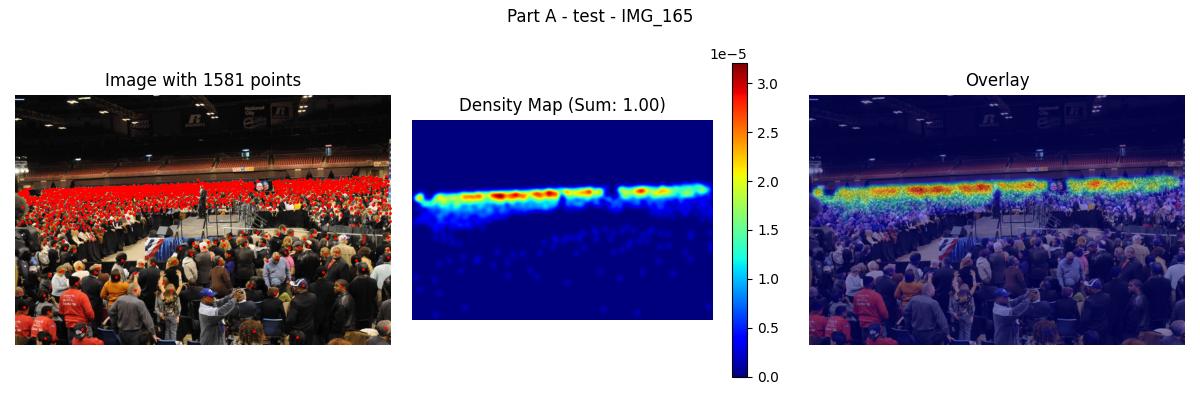 Part A - test - IMG_165
Image with 1581 points
Density Map (Sum: 1.00)
Overlay
1e−5
3.0
2.5
2.0
1.5
1.0
0.5
0.0